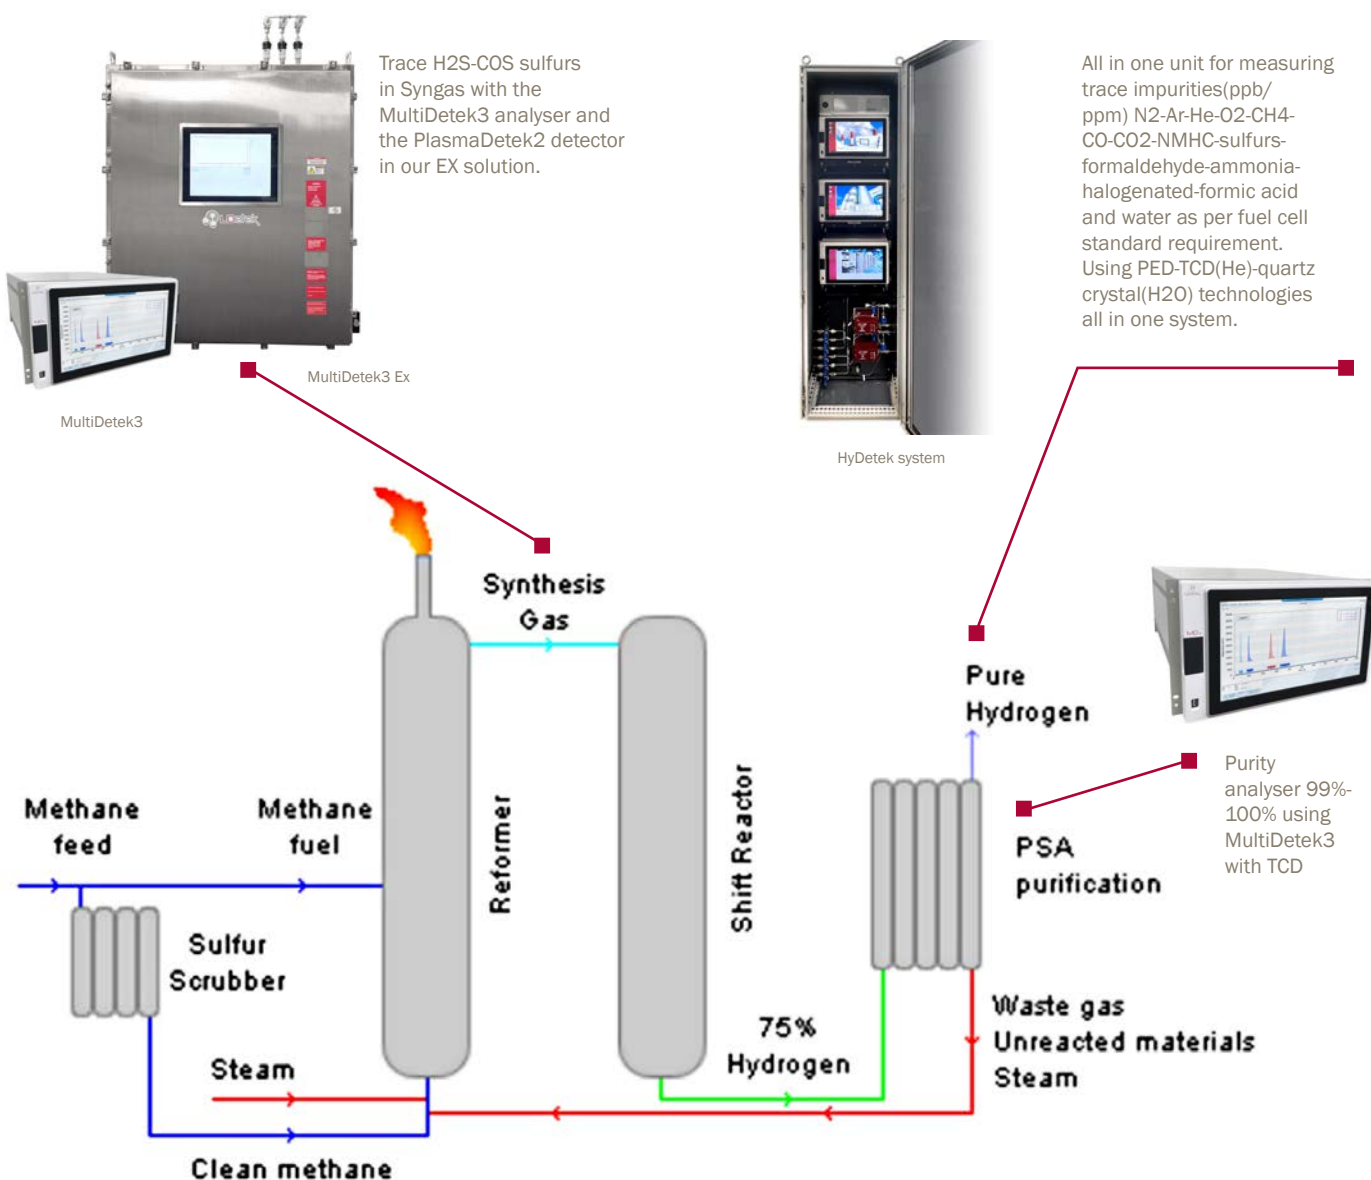 Trace H2S-COS sulfurs
in Syngas with the
MultiDetek3 analyser and
the PlasmaDetek2 detector
in our EX solution.
MultiDetek3 Ex
MultiDetek3
All in one unit for measuring
trace impurities(ppb/
ppm) N2-Ar-He-O2-CH4-
CO-CO2-NMHC-sulfurs-
formaldehyde-ammonia-
halogenated-formic acid
and water as per fuel cell
standard requirement.
Using PED-TCD(He)-quartz
crystal(H2O) technologies
all in one system.
HyDetek system
Synthesis
Gas
Pure
Hydrogen
Purity
analyser 99%-
100% using
MultiDetek3
with TCD
Methane
feed
Methane
fuel
Reformer
Shift Reactor
PSA
purification
Sulfur
Scrubber
75%
Hydrogen
Waste gas
Unreacted materials
Steam
Steam
Clean methane